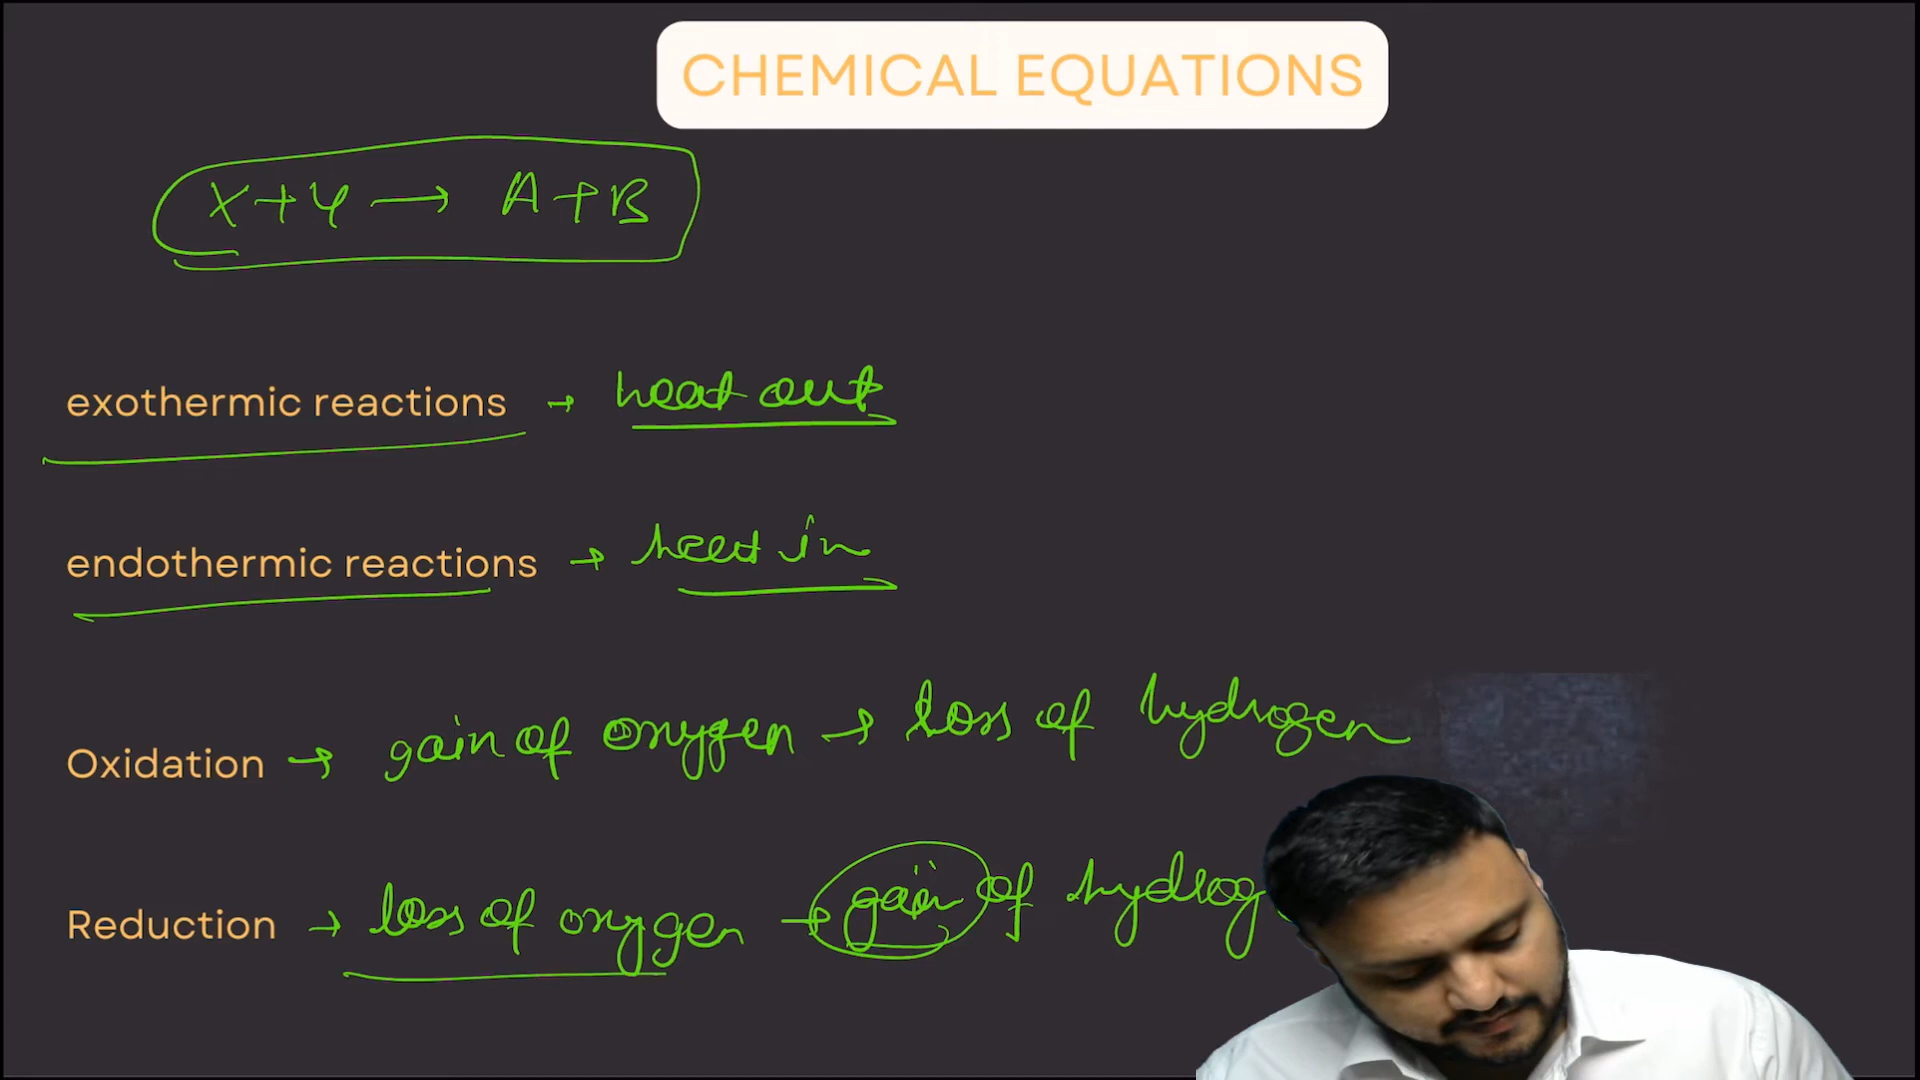 CHEMICAL EQUATIONS
X+Y → A+B
exothermic reactions → heat out
endothermic reactions → heat in
Oxidation → gain of oxygen → loss of hydrogen
Reduction → loss of oxygen → gain of hydrog